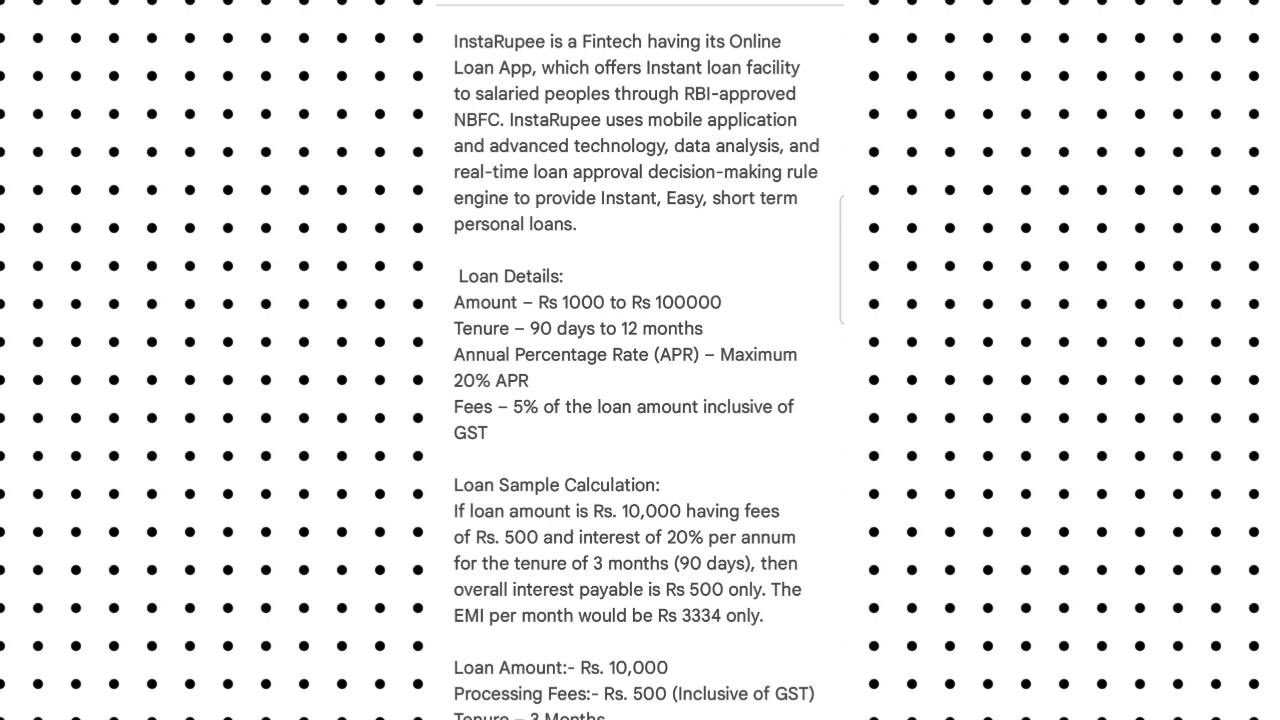 InstaRupee is a Fintech having its Online
Loan App, which offers Instant loan facility
to salaried peoples through RBI-approved
NBFC. InstaRupee uses mobile application
and advanced technology, data analysis, and
real-time loan approval decision-making rule
engine to provide Instant, Easy, short term
personal loans.
Loan Details:
Amount – Rs 1000 to Rs 100000
Tenure – 90 days to 12 months
Annual Percentage Rate (APR) – Maximum
20% APR
Fees – 5% of the loan amount inclusive of
GST
Loan Sample Calculation:
If loan amount is Rs. 10,000 having fees
of Rs. 500 and interest of 20% per annum
for the tenure of 3 months (90 days), then
overall interest payable is Rs 500 only. The
EMI per month would be Rs 3334 only.
Loan Amount:- Rs. 10,000
Processing Fees:- Rs. 500 (Inclusive of GST)
Tenure – 3 Months